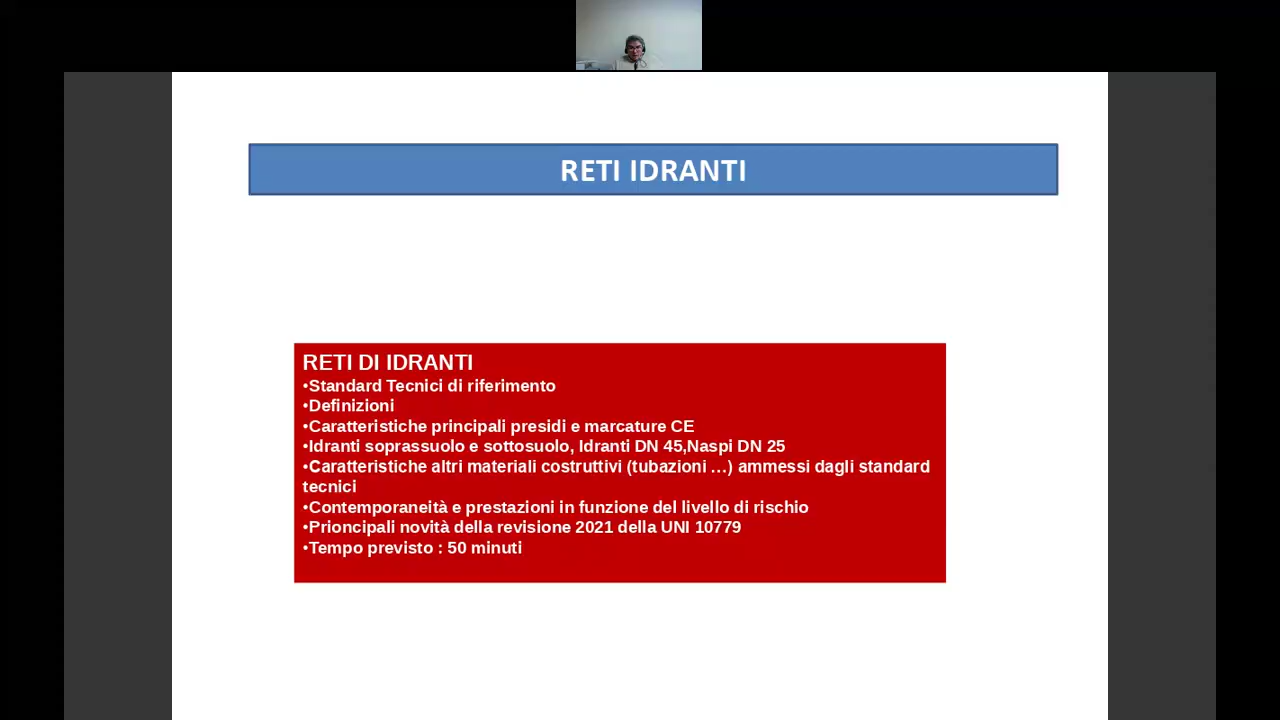 RETI IDRANTI
RETI DI IDRANTI
•Standard Tecnici di riferimento
•Definizioni
•Caratteristiche principali presidi e marcature CE
•Idranti soprassuolo e sottosuolo, Idranti DN 45,Naspi DN 25
•Caratteristiche altri materiali costruttivi (tubazioni …) ammessi dagli standard
tecnici
•Contemporaneità e prestazioni in funzione del livello di rischio
•Prioncipali novità della revisione 2021 della UNI 10779
•Tempo previsto : 50 minuti